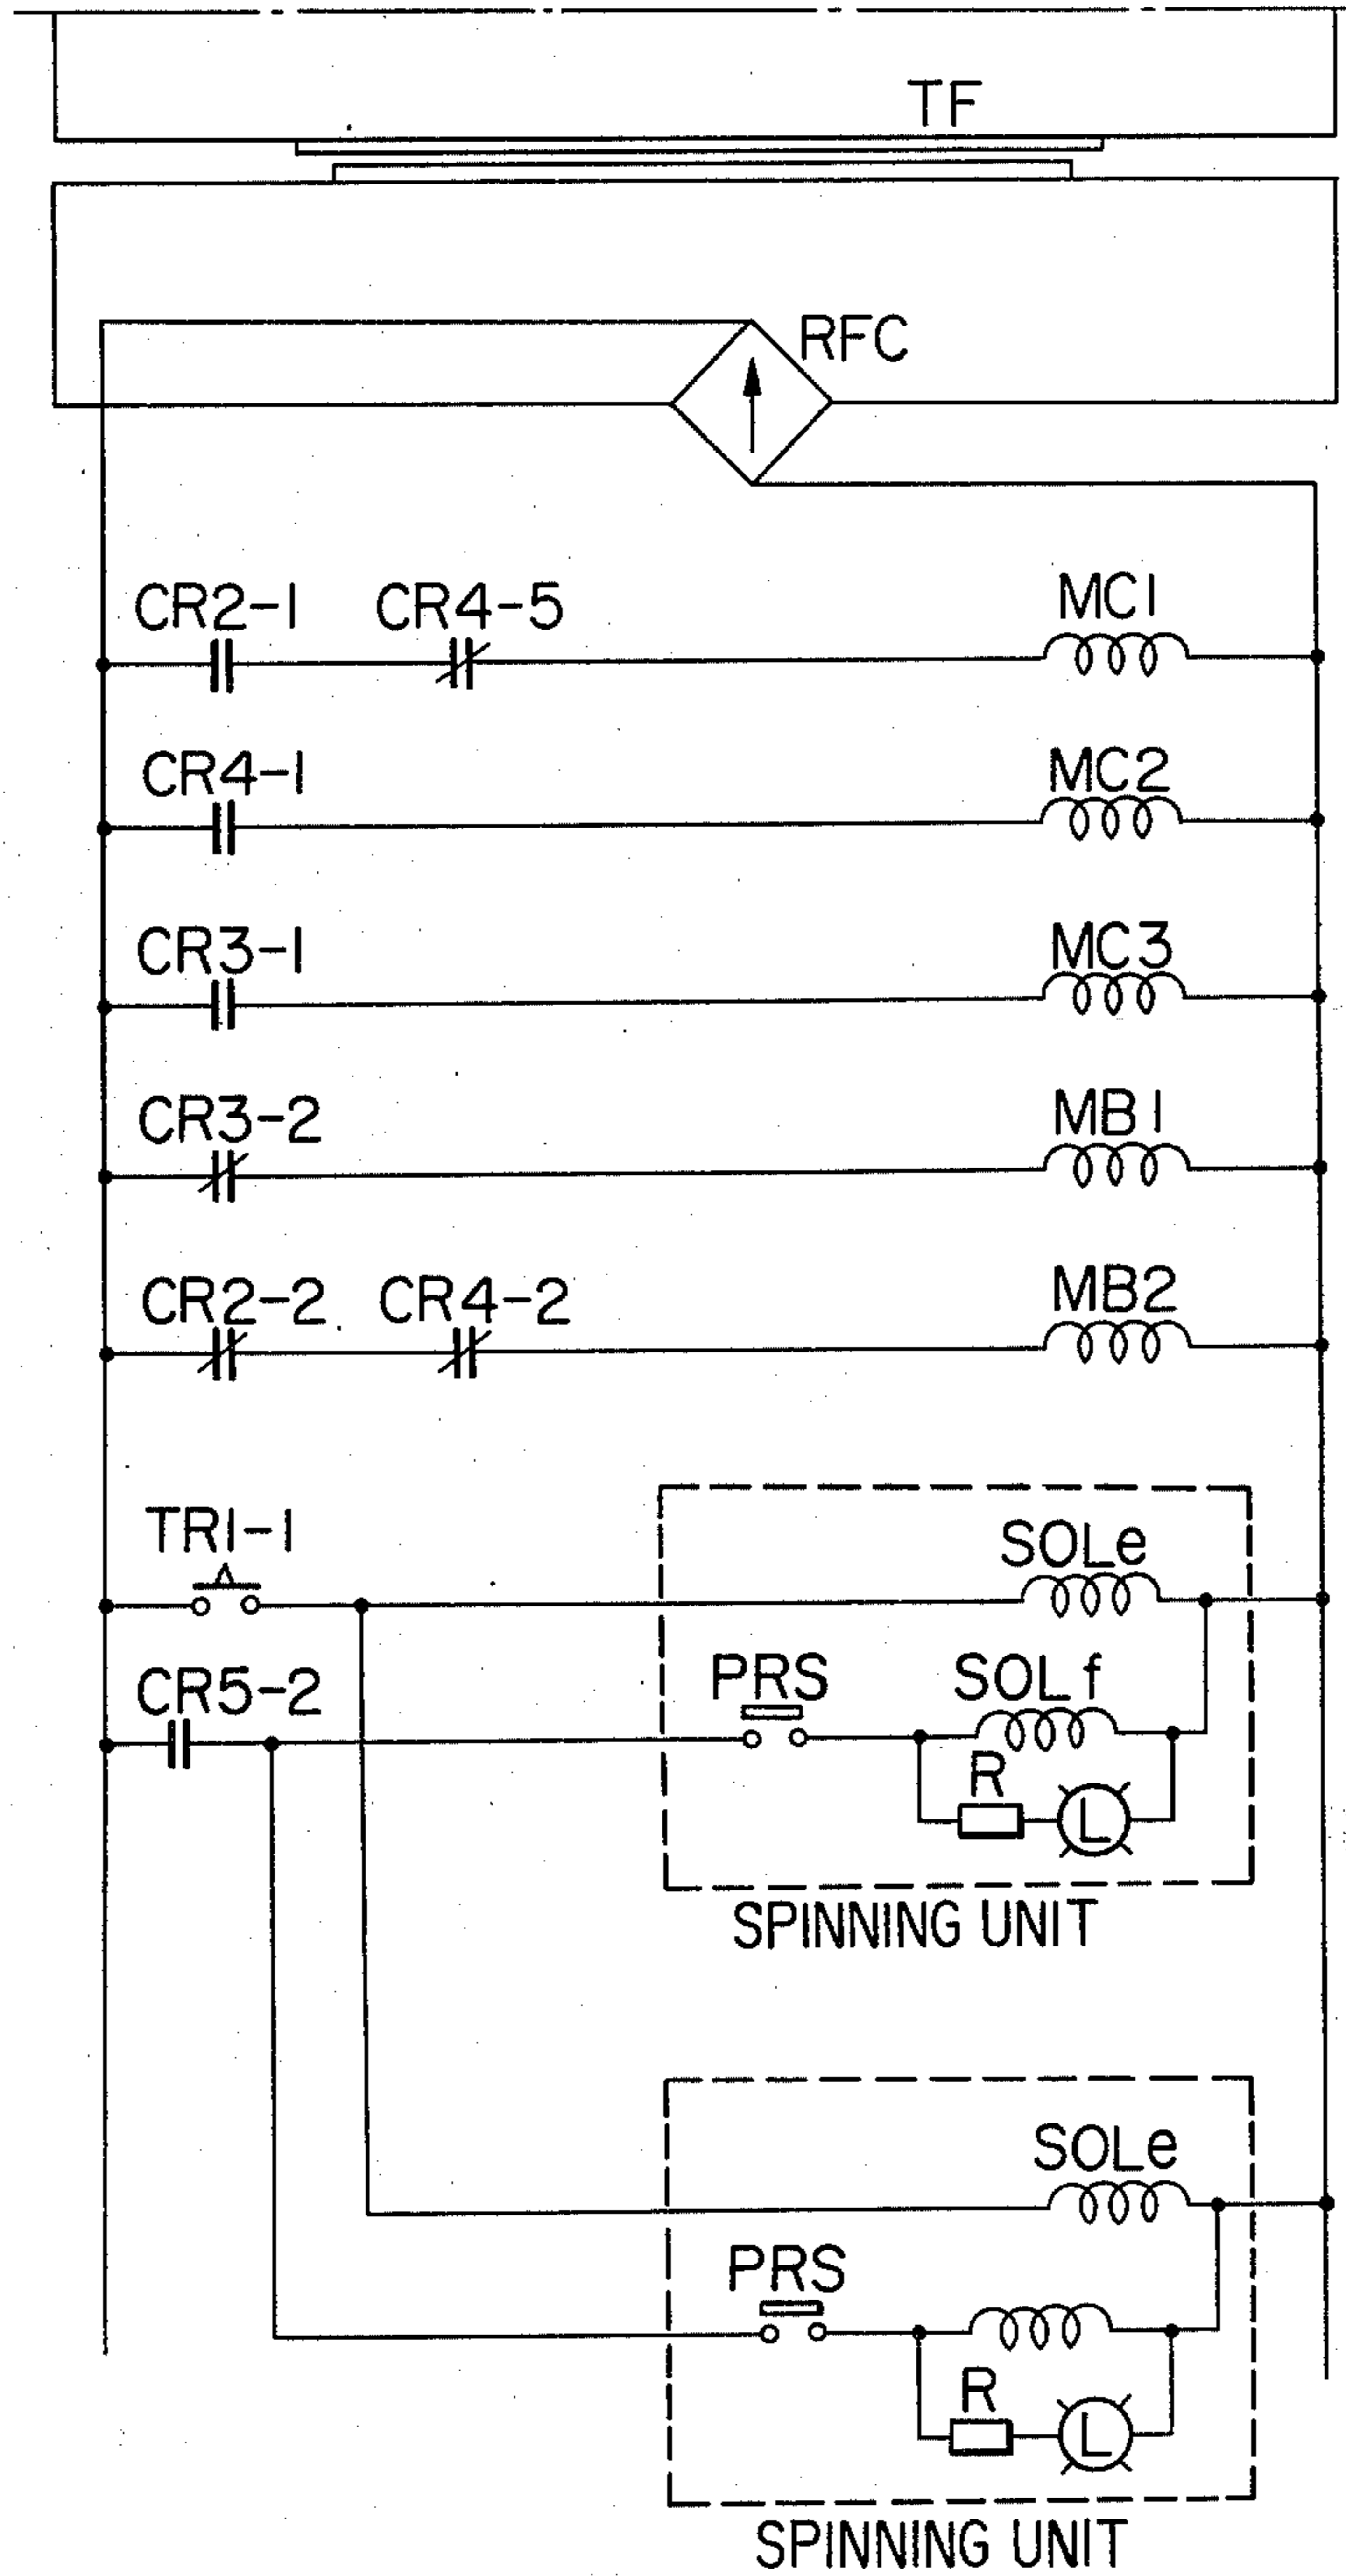 TF
RFC
CR2-1 CR4-5 MC1
CR4-1 MC2
CR3-1 MC3
CR3-2 MB1
CR2-2 CR4-2 MB2
TR1-1 SOLe
CR5-2 PRS SOLf
R L
SPINNING UNIT
SOLe
PRS
R L
SPINNING UNIT